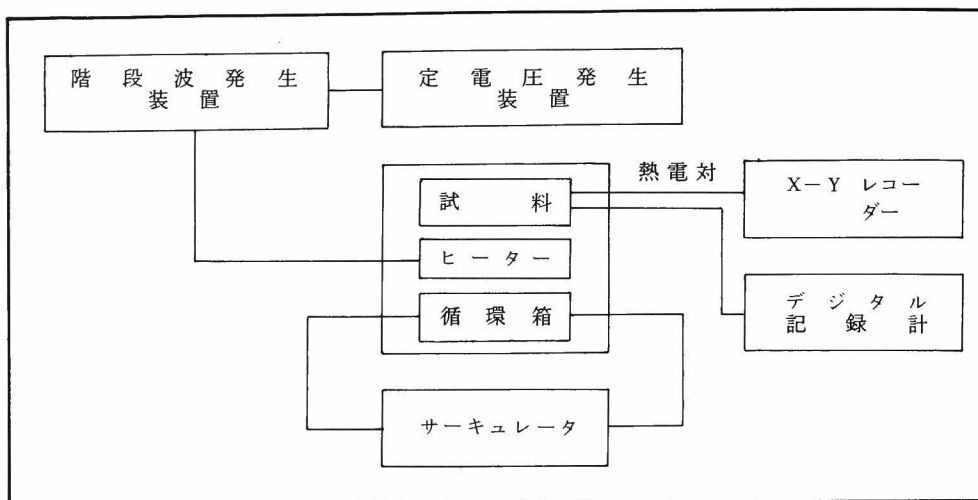 階段波発生
装置
定電圧発生
装置
熱電対
試料
X－Y レコー
ダー
ヒーター
デジタル
記録計
循環箱
サーキュレータ